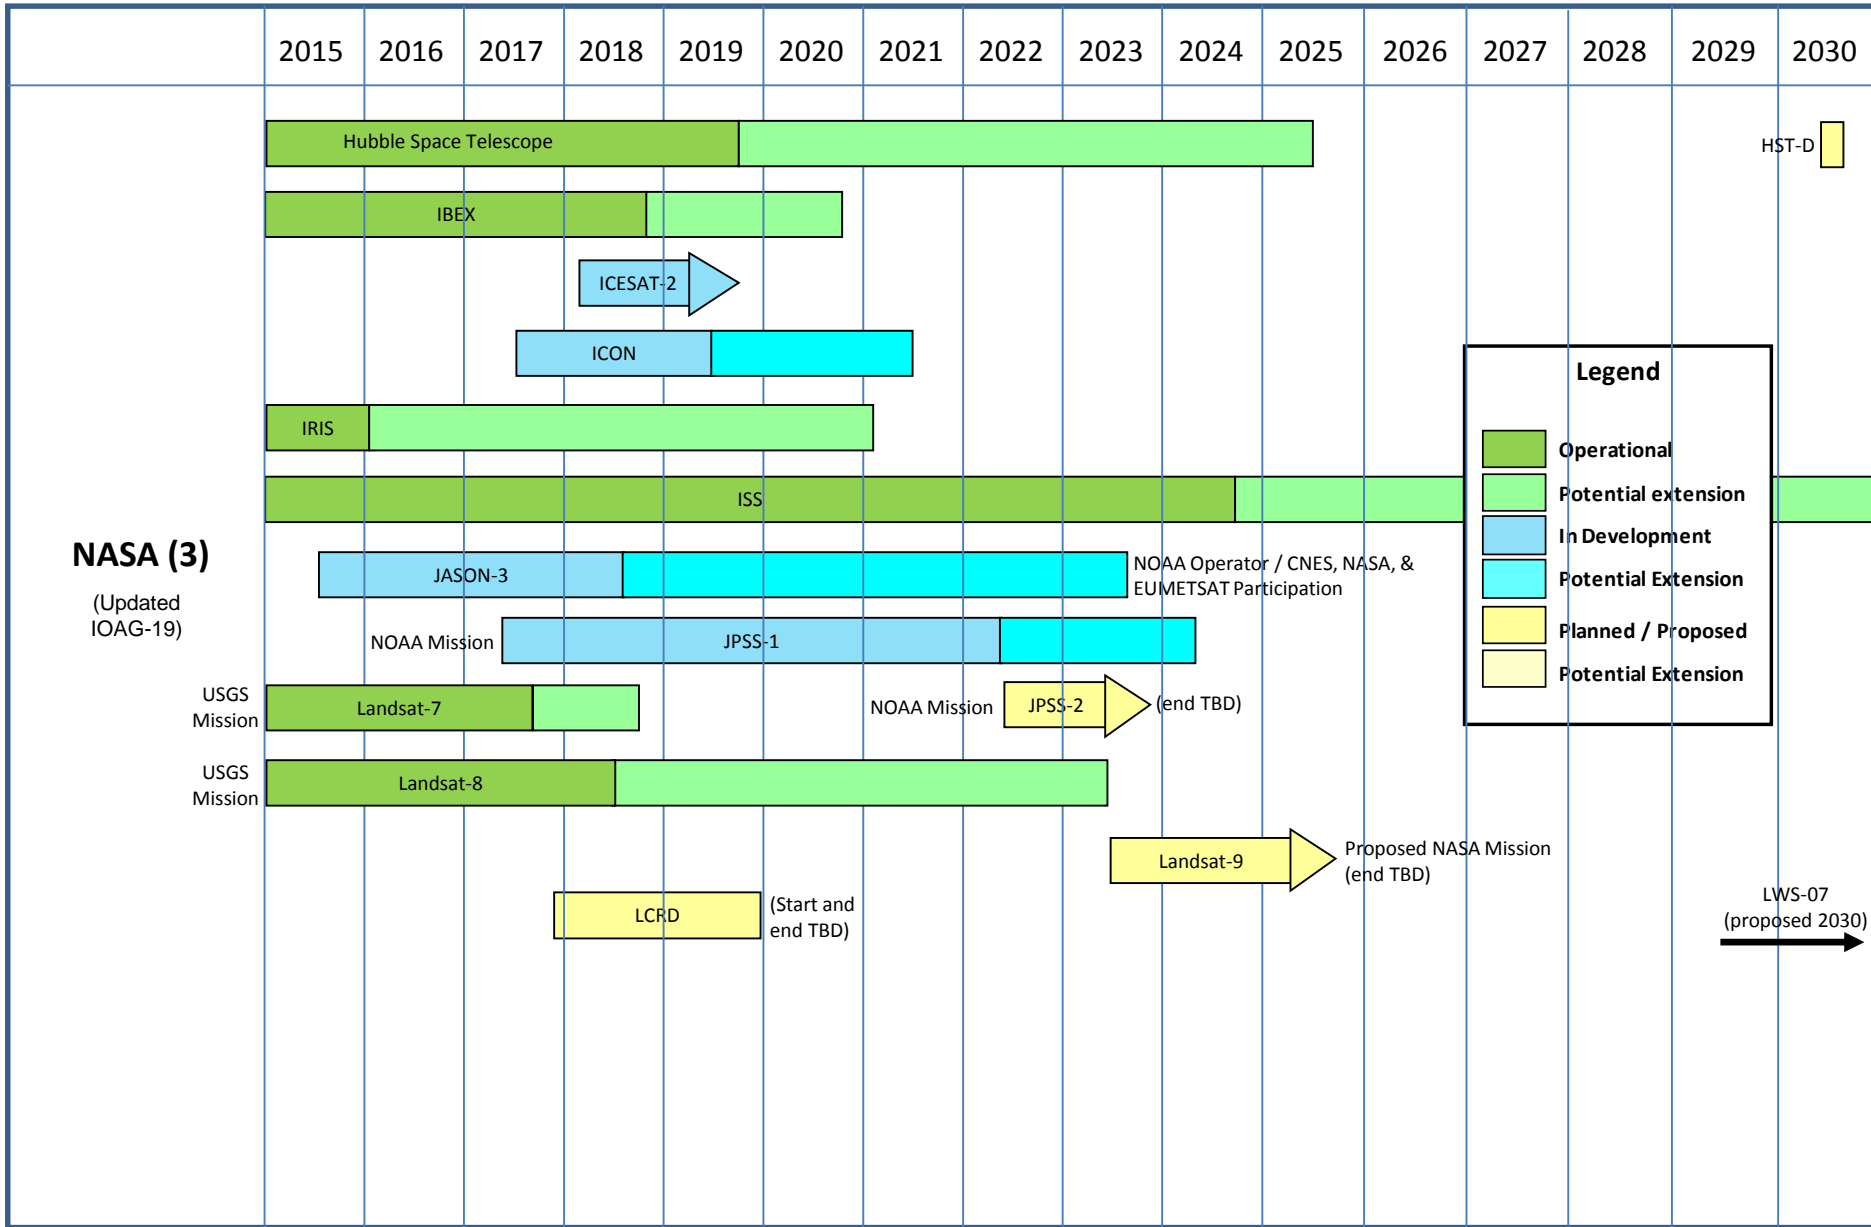 2015 2016 2017 2018 2019 2020 2021 2022 2023 2024 2025 2026 2027 2028 2029 2030
Hubble Space Telescope
HST-D
IBEX
ICESAT-2
ICON
Legend
Operational
Potential extension
In Development
Potential Extension
Planned / Proposed
Potential Extension
IRIS
ISS
NASA (3)
(Updated
IOAG-19)
JASON-3
NOAA Operator / CNES, NASA, &
EUMETSAT Participation
NOAA Mission
JPSS-1
USGS
Mission
Landsat-7
NOAA Mission
JPSS-2
(end TBD)
USGS
Mission
Landsat-8
Landsat-9
Proposed NASA Mission
(end TBD)
LCRD
(Start and
end TBD)
LWS-07
(proposed 2030)